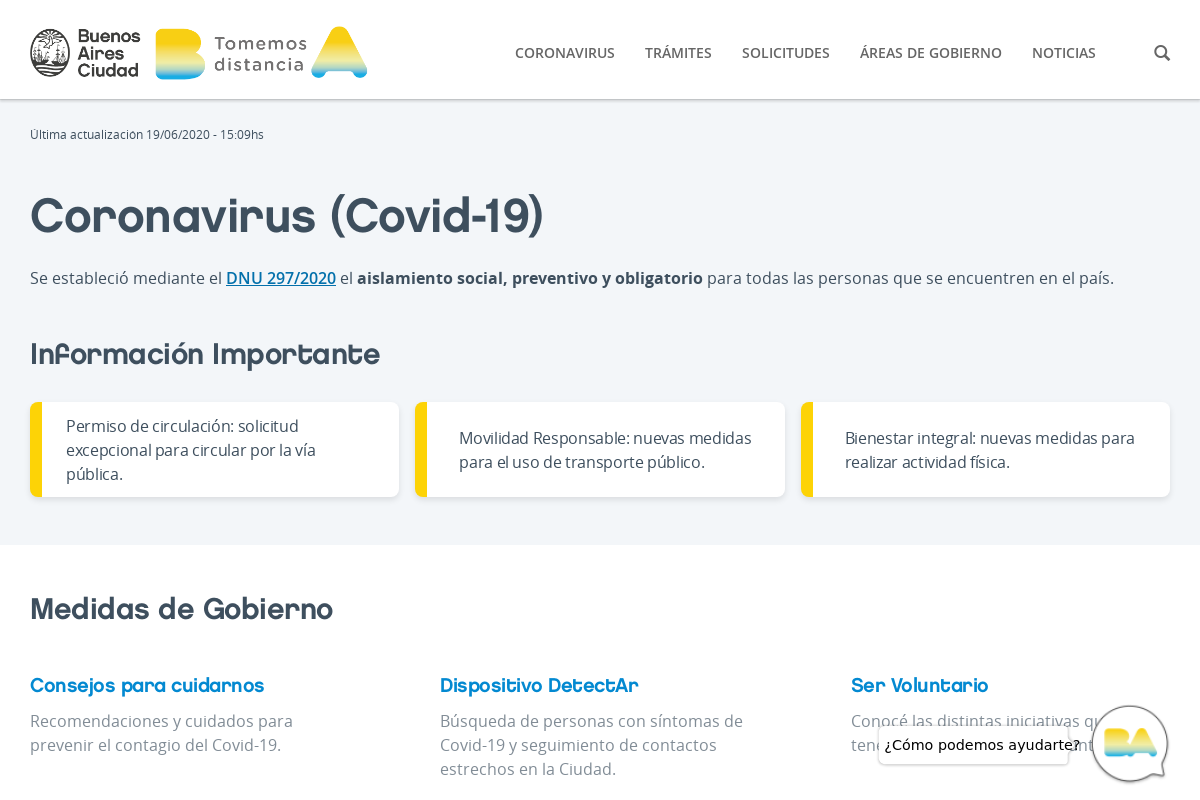 Buenos
Aires
Ciudad
B Tomemos
distancia A
CORONAVIRUS TRÁMITES SOLICITUDES ÁREAS DE GOBIERNO NOTICIAS
Última actualización 19/06/2020 - 15:09hs
Coronavirus (Covid-19)
Se estableció mediante el DNU 297/2020 el aislamiento social, preventivo y obligatorio para todas las personas que se encuentren en el país.
Información Importante
Permiso de circulación: solicitud
excepcional para circular por la vía
pública.
Movilidad Responsable: nuevas medidas
para el uso de transporte público.
Bienestar integral: nuevas medidas para
realizar actividad física.
Medidas de Gobierno
Consejos para cuidarnos
Recomendaciones y cuidados para
prevenir el contagio del Covid-19.
Dispositivo DetectAr
Búsqueda de personas con síntomas de
Covid-19 y seguimiento de contactos
estrechos en la Ciudad.
Ser Voluntario
Conocé las distintas iniciativas
¿Cómo podemos ayudarte?
BA